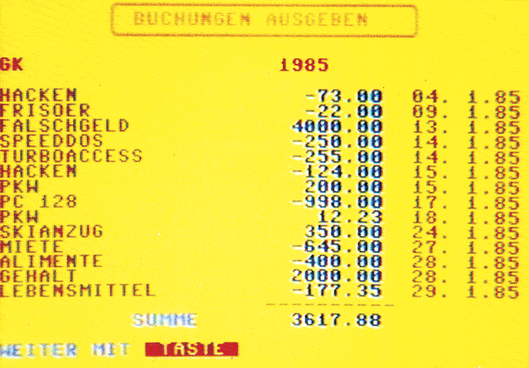 BUCHUNGEN AUSGEBEN
GK 1985
HACKEN -73.00 04. 1.85
FRISOER -22.00 09. 1.85
FALSCHGELD 4000.00 13. 1.85
SPEEDDOS -250.00 14. 1.85
TURBOACCESS -255.00 14. 1.85
HACKEN -124.00 15. 1.85
PKW 200.00 15. 1.85
PC 128 -998.00 17. 1.85
PKW 12.23 18. 1.85
SKIANZUG 350.00 24. 1.85
MIETE -645.00 27. 1.85
ALIMENTE -400.00 28. 1.85
GEHALT 2000.00 28. 1.85
LEBENSMITTEL -177.35 29. 1.85
SUMME 3617.88
WEITER MIT TASTE